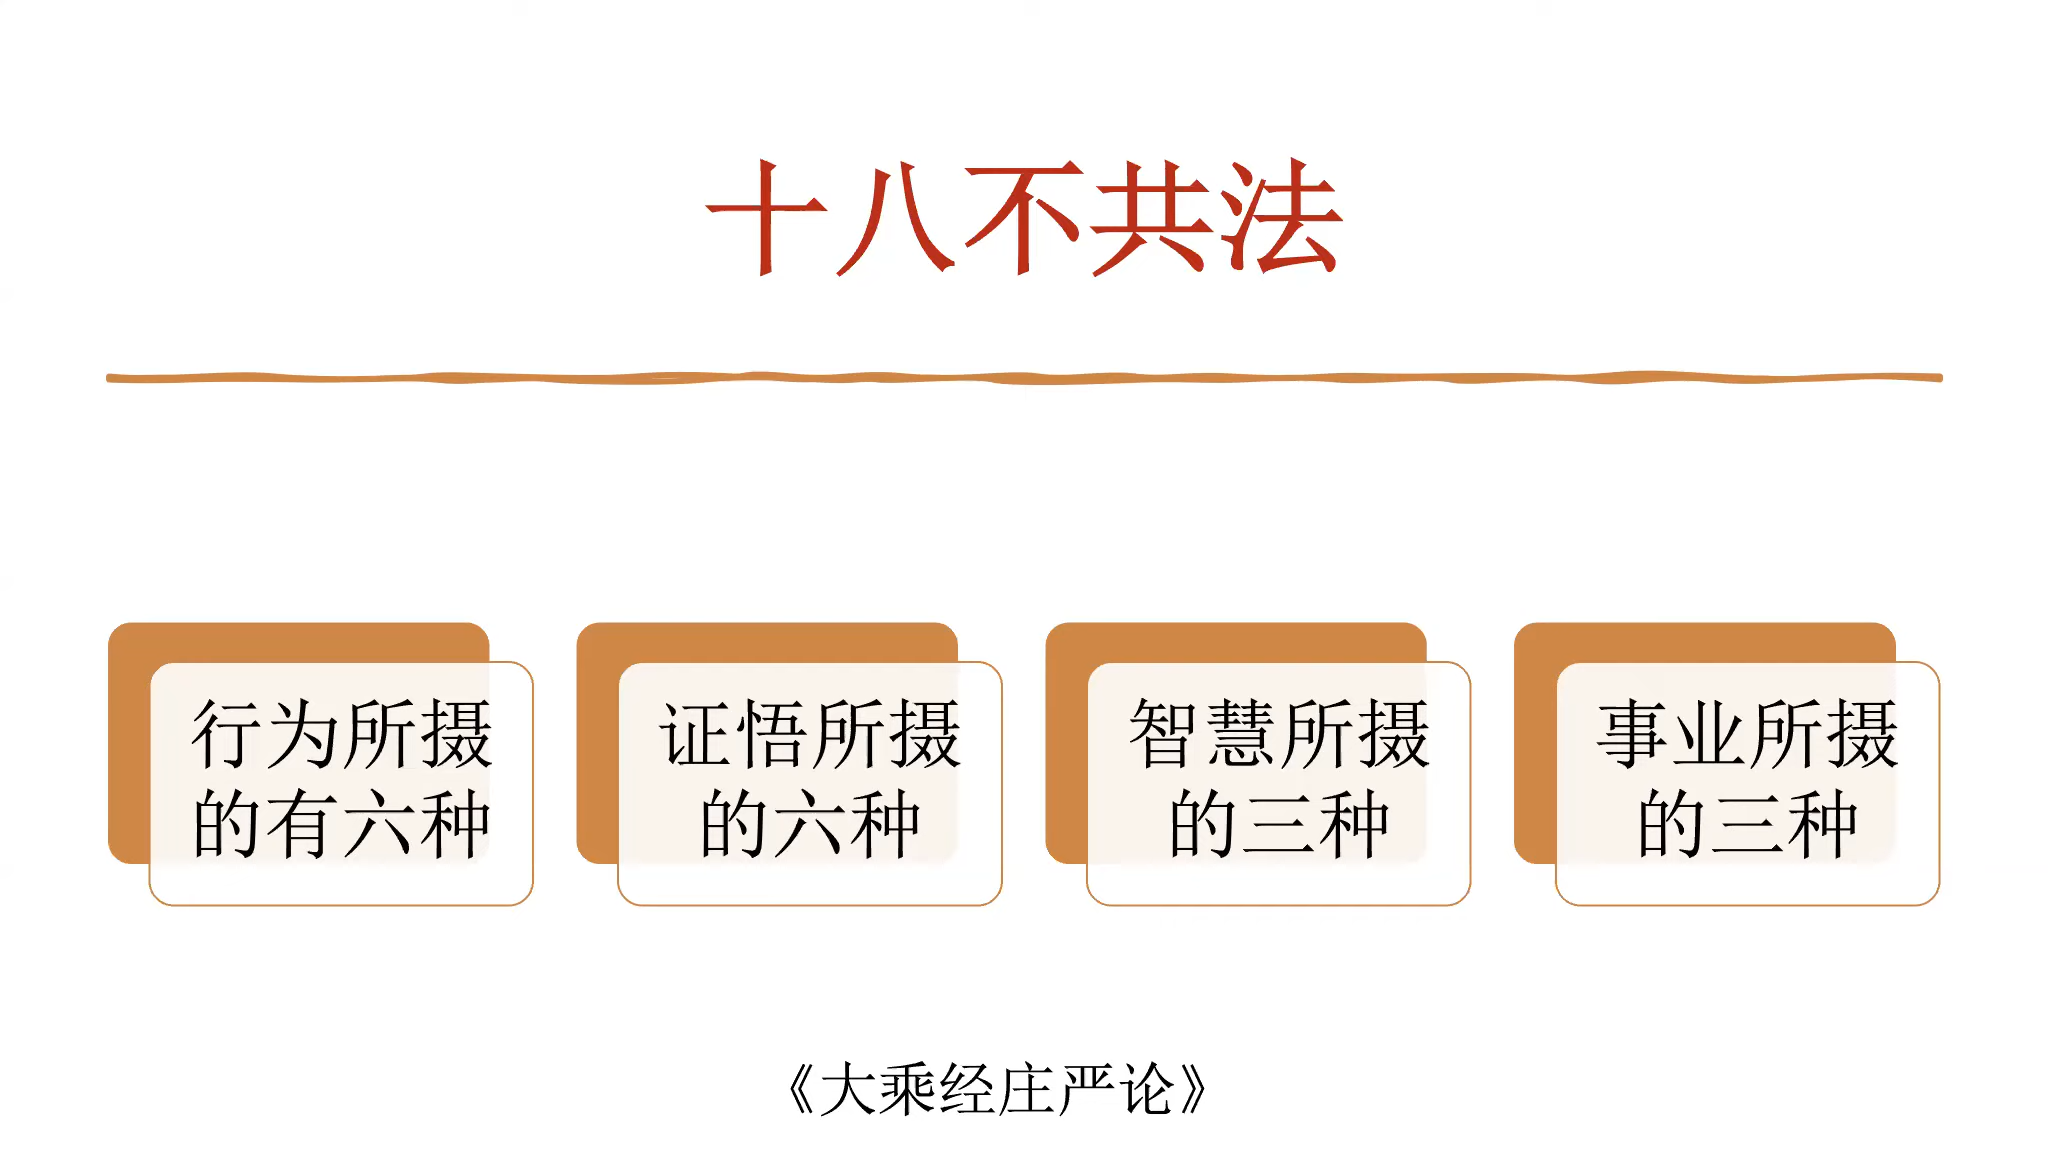 十八不共法
行为所摄
的有六种
证悟所摄
的六种
智慧所摄
的三种
事业所摄
的三种
《大乘经庄严论》